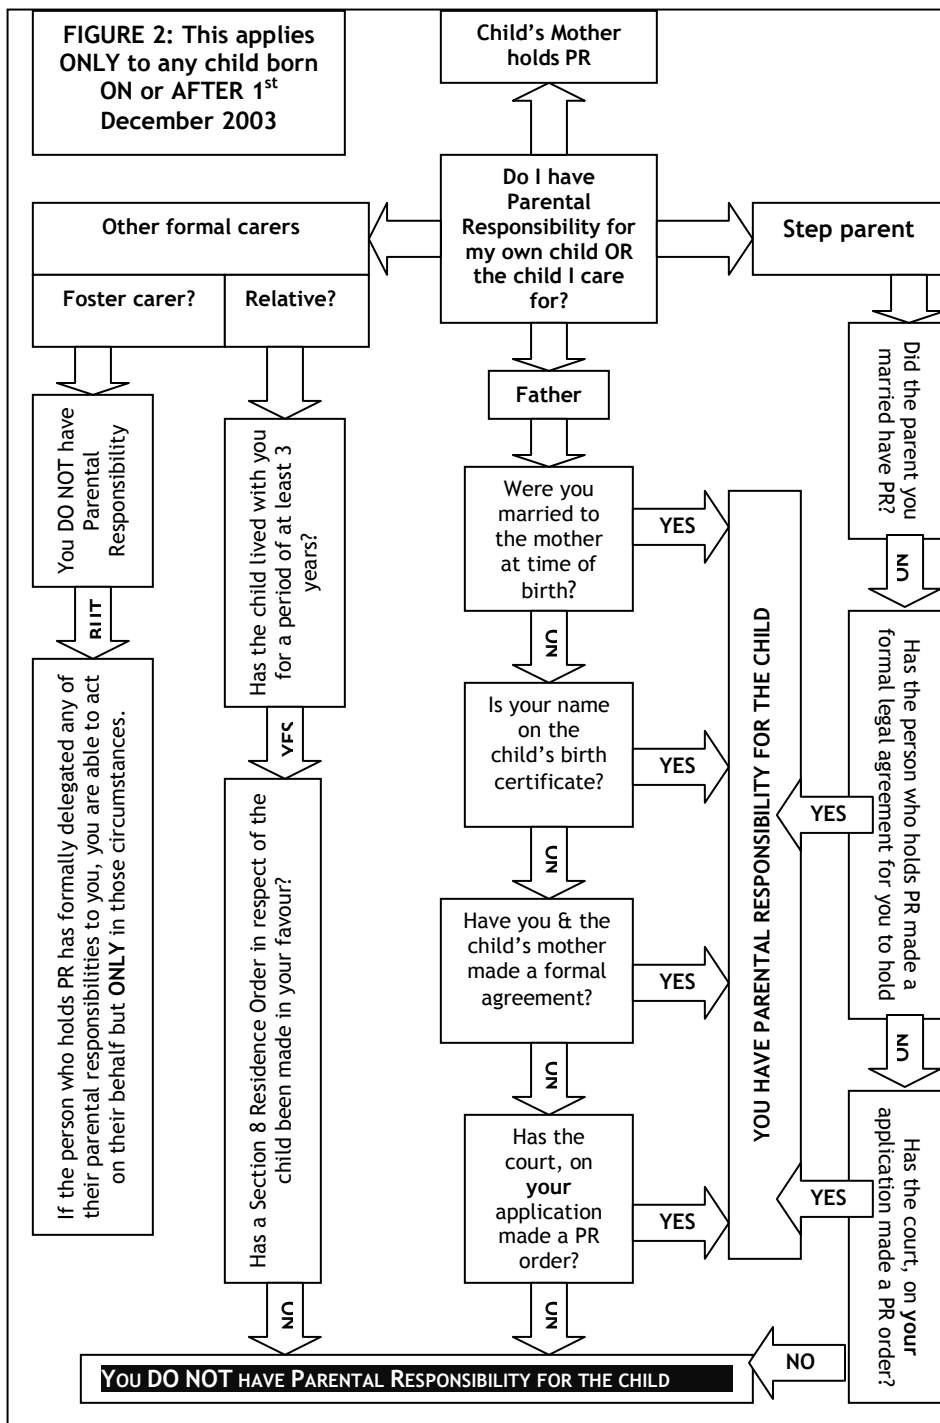 FIGURE 2: This applies
ONLY to any child born
ON or AFTER 1st
December 2003
Child's Mother
holds PR
Do I have
Parental
Responsibility for
my own child OR
the child I care
for?
Other formal carers
Foster carer?
Relative?
Step parent
You DO NOT have
Parental
Responsibility
BUT
If the person who holds PR has formally delegated any of
their parental responsibilities to you, you are able to act
on their behalf but ONLY in those circumstances.
Has the child lived with you
for a period of at least 3
years?
YES
Has a Section 8 Residence Order in respect of the
child been made in your favour?
NO
Father
Were you
married to
the mother
at time of
birth?
YES
NO
Is your name
on the
child's birth
certificate?
YES
NO
Have you & the
child's mother
made a formal
agreement?
YES
NO
Has the
court, on
your
application
made a PR
order?
YES
NO
YOU HAVE PARENTAL RESPONSIBILITY FOR THE CHILD
Did the parent you
married have PR?
NO
Has the person who holds PR made a
formal legal agreement for you to hold
YES
NO
Has the court, on your
application made a PR order?
YES
NO
YOU DO NOT HAVE PARENTAL RESPONSIBILITY FOR THE CHILD